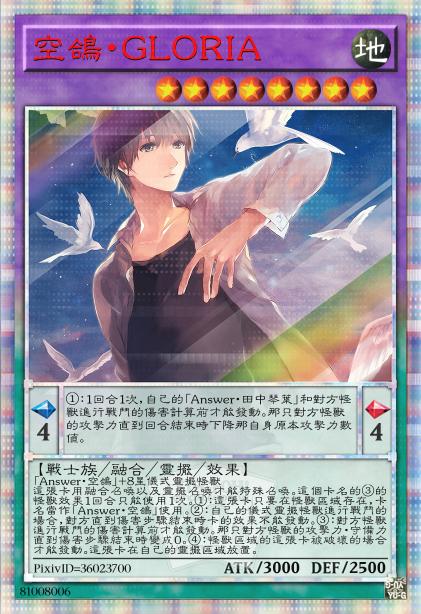 空鴿・GLORIA
地
①:1回合1次,自己的「Answer・田中琴葉」和對方怪
獸進行戰鬥的傷害計算前才能發動。那只對方怪獸
的攻擊力直到回合結束時下降那自身原本攻擊力數
值。
4
4
【戰士族/融合/靈擺/效果】
「Answer・空鴿」+8星儀式靈擺怪獸
這張卡用融合召喚以及靈擺召喚才能特殊召喚。這個卡名的③的
怪獸效果1回合只能使用1次。①:這張卡只要在怪獸區域存在,卡
名當作「Answer・空鴿」使用。②:自己的儀式靈擺怪獸進行戰鬥的
場合,對方直到傷害步驟結束時卡的效果不能發動。③:對方怪獸
進行戰鬥的傷害計算前才能發動。那只對方怪獸的攻擊力・守備力
直到傷害步驟結束時變成0。④:怪獸區域的這張卡被破壞的場合
才能發動。這張卡在自己的靈擺區域放置。
PixivID=36023700
ATK/3000 DEF/2500
81008006